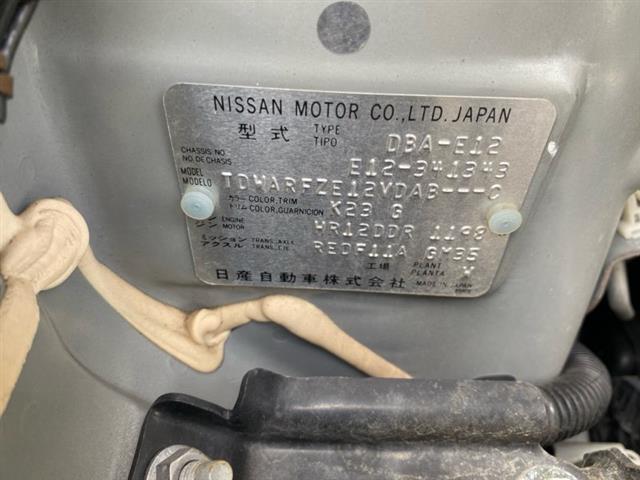 NISSAN MOTOR CO.,LTD. JAPAN
型式 TYPE TIPO DBA-E12
CHASSIS NO. NO. DE CHASIS E12-341343
MODEL MODELO TDWARFZE12VDAB---C
カラー トリム COLOR,TRIM COLOR,GUARNICION K23 G
エンジン ENGINE MOTOR HR12DDR 1198
ミッション アクスル TRANS., AXLE TRANS., EJE REDF11A GM35
工場 PLANT PLANTA W
日産自動車株式会社 MADE IN JAPAN